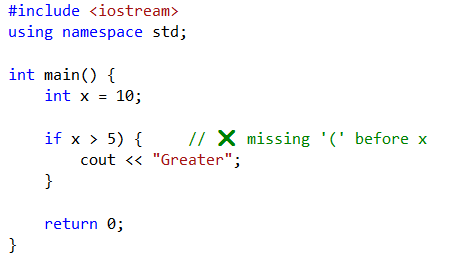 #include <iostream>
using namespace std;

int main() {
    int x = 10;

    if x > 5) {     // ❌ missing '(' before x
        cout << "Greater";
    }

    return 0;
}